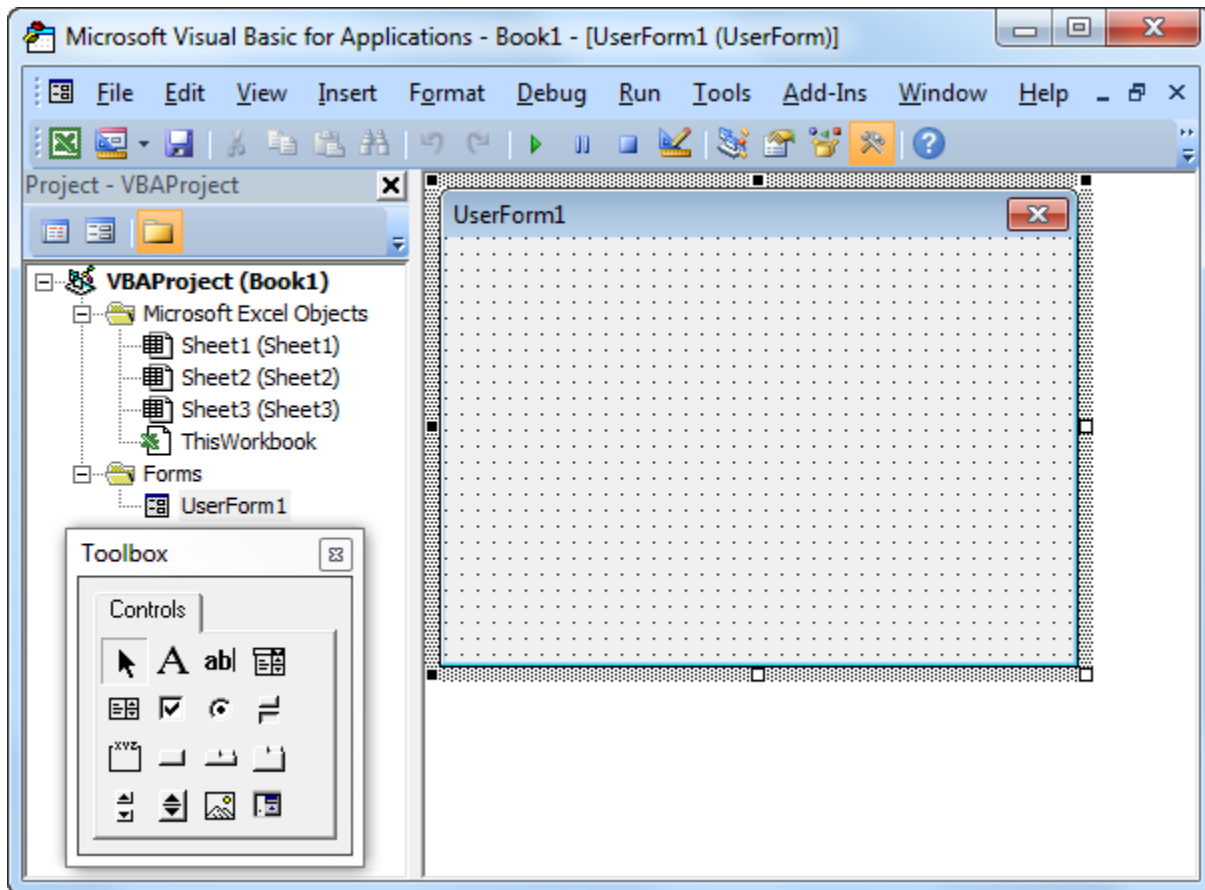 Microsoft Visual Basic for Applications - Book1 - [UserForm1 (UserForm)]
File Edit View Insert Format Debug Run Tools Add-Ins Window Help
Project - VBAProject
VBAProject (Book1)
Microsoft Excel Objects
Sheet1 (Sheet1)
Sheet2 (Sheet2)
Sheet3 (Sheet3)
ThisWorkbook
Forms
UserForm1
Toolbox
Controls
A ab|
XYZ
UserForm1